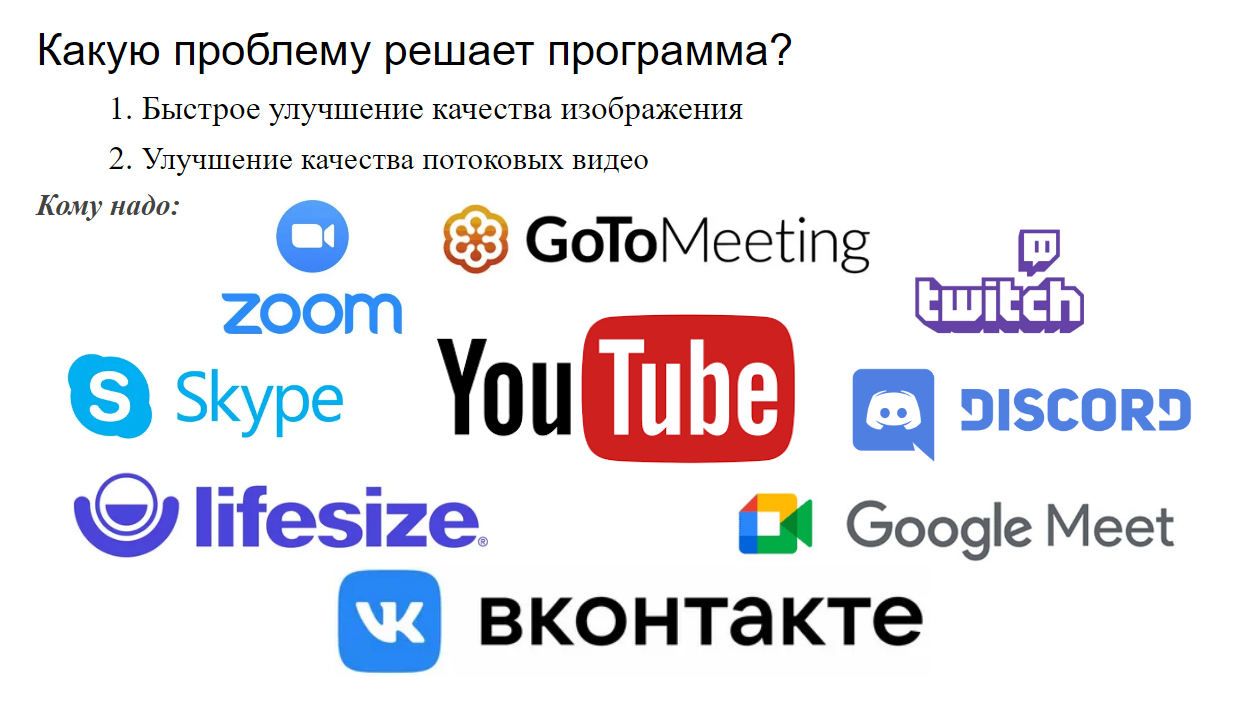 Какую проблему решает программа?
1. Быстрое улучшение качества изображения
2. Улучшение качества потоковых видео
Кому надо:
zoom
GoToMeeting
twitch
S Skype
YouTube
DISCORD
lifesize®
Google Meet
VK ВКОНТАКТЕ